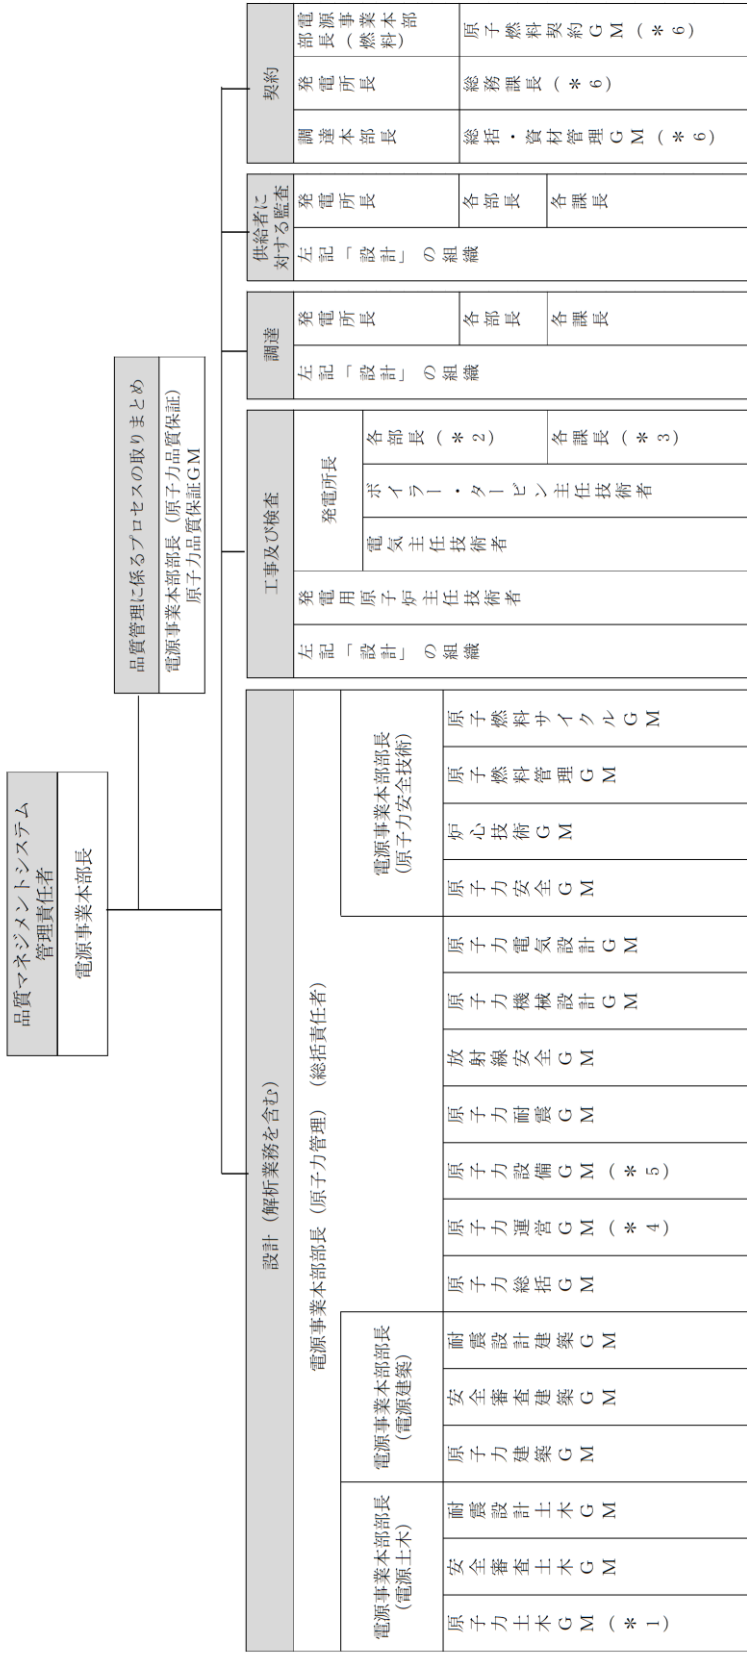 品質マネジメントシステム
管理責任者
電源事業本部長
品質管理に係るプロセスの取りまとめ
電源事業本部部長（原子力品質保証）
原子力品質保証GM
設計（解析業務を含む）
電源事業本部部長（原子力管理）（総括責任者）
電源事業本部部長
（電源土木）
原子力土木GM（＊1）
安全審査土木GM
耐震設計土木GM
電源事業本部部長
（電源建築）
原子力建築GM
安全審査建築GM
耐震設計建築GM
原子力総括GM
原子力運営GM（＊4）
原子力設備GM（＊5）
原子力耐震GM
放射線安全GM
原子力機械設計GM
原子力電気設計GM
電源事業本部部長
（原子力安全技術）
原子力安全GM
炉心技術GM
原子燃料管理GM
原子燃料サイクルGM
工事及び検査
左記「設計」の組織
発電用原子炉主任技術者
発電所長
電気主任技術者
ボイラー・タービン主任技術者
各部長（＊2）
各課長（＊3）
調達
左記「設計」の組織
発電所長
各部長
各課長
供給者に
対する監査
左記「設計」の組織
発電所長
各部長
各課長
契約
調達本部長
総括・資材管理GM（＊6）
発電所長
総務課長（＊6）
電源事業本部
部長（燃料）
原子燃料契約GM（＊6）